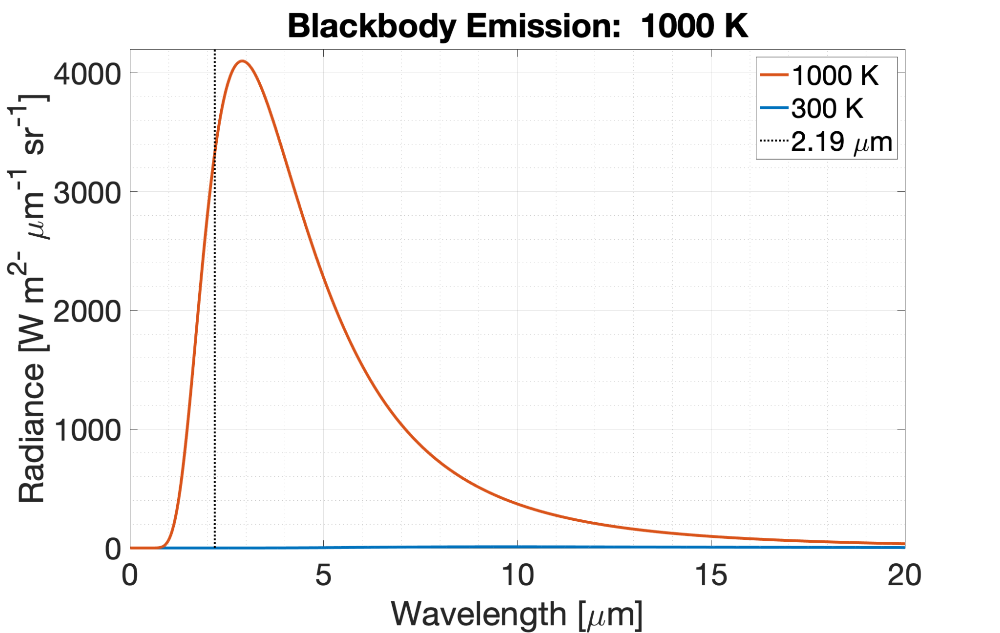 Blackbody Emission: 1000 K
1000 K
300 K
2.19 μm
Radiance [W m²⁻ μm⁻¹ sr⁻¹]
4000
3000
2000
1000
0
0 5 10 15 20
Wavelength [μm]